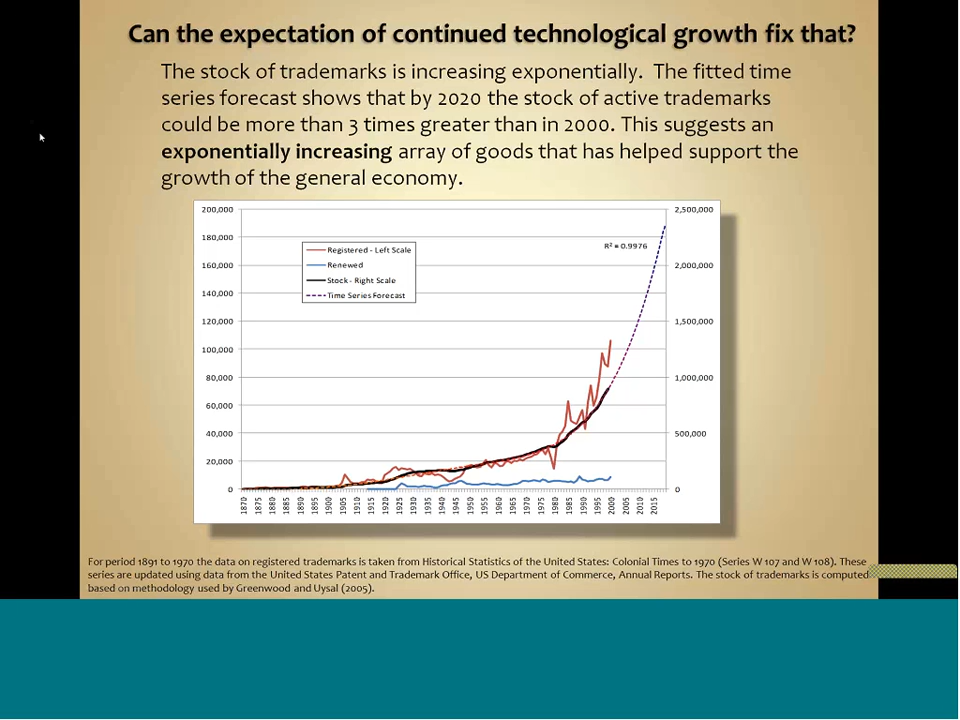 Can the expectation of continued technological growth fix that?
The stock of trademarks is increasing exponentially. The fitted time
series forecast shows that by 2020 the stock of active trademarks
could be more than 3 times greater than in 2000. This suggests an
exponentially increasing array of goods that has helped support the
growth of the general economy.
200,000
180,000
160,000
140,000
120,000
100,000
80,000
60,000
40,000
20,000
0
Registered - Left Scale
Renewed
Stock - Right Scale
Time Series Forecast
R² = 0.9976
2,500,000
2,000,000
1,500,000
1,000,000
500,000
0
1870 1875 1880 1885 1890 1895 1900 1905 1910 1915 1920 1925 1930 1935 1940 1945 1950 1955 1960 1965 1970 1975 1980 1985 1990 1995 2000 2005 2010 2015
For period 1891 to 1970 the data on registered trademarks is taken from Historical Statistics of the United States: Colonial Times to 1970 (Series W 107 and W 108). These
series are updated using data from the United States Patent and Trademark Office, US Department of Commerce, Annual Reports. The stock of trademarks is computed
based on methodology used by Greenwood and Uysal (2005).